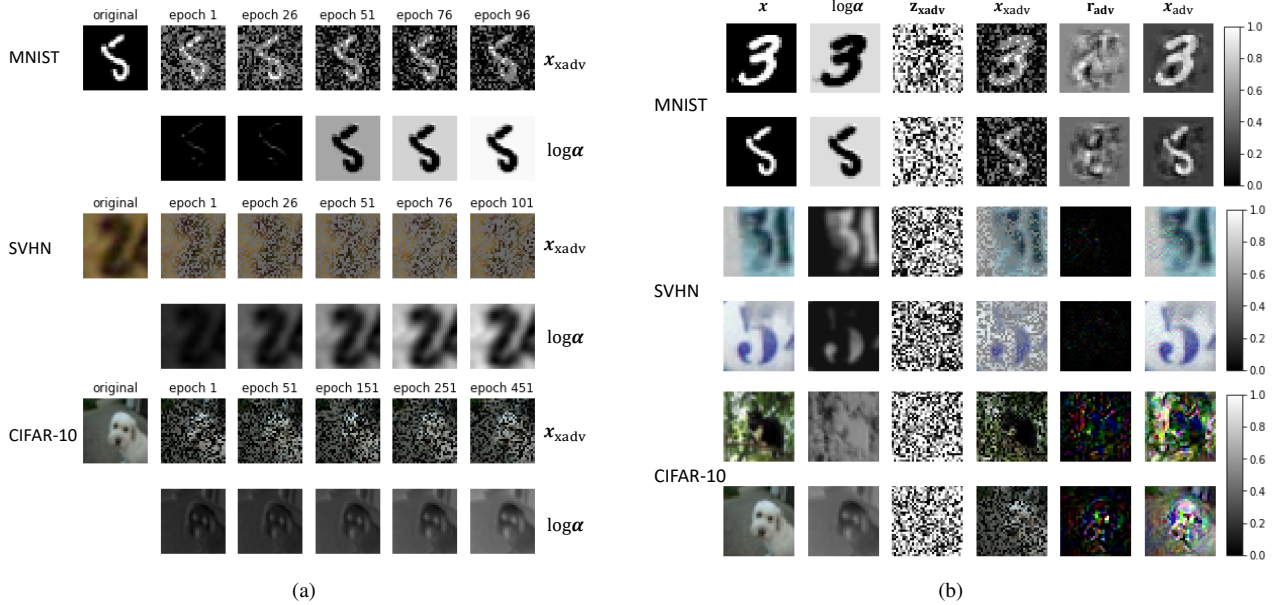 original epoch 1 epoch 26 epoch 51 epoch 76 epoch 96
MNIST x_xadv
logα
original epoch 1 epoch 26 epoch 51 epoch 76 epoch 101
SVHN x_xadv
logα
original epoch 1 epoch 51 epoch 151 epoch 251 epoch 451
CIFAR-10 x_xadv
logα
(a)
x logα z_xadv x_xadv r_adv x_adv
MNIST
1.0
0.8
0.6
0.4
0.2
0.0
SVHN
1.0
0.8
0.6
0.4
0.2
0.0
CIFAR-10
1.0
0.8
0.6
0.4
0.2
0.0
(b)